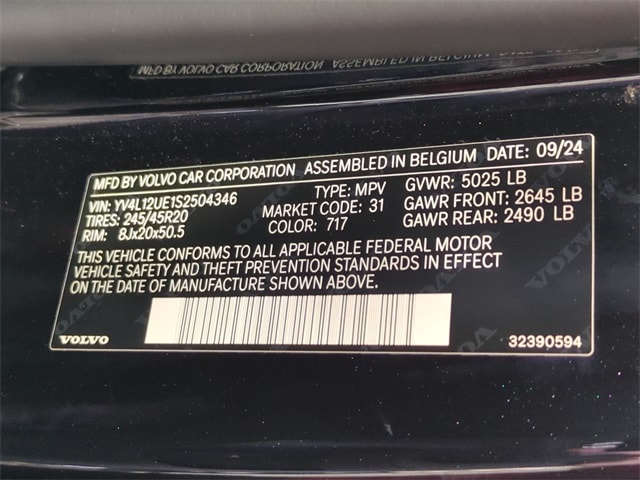 MFD BY VOLVO CAR CORPORATION ASSEMBLED IN BELGIUM DATE: 09/24
VIN: YV4L12UE1S2504346 TYPE: MPV GVWR: 5025 LB
TIRES: 245/45R20 MARKET CODE: 31 GAWR FRONT: 2645 LB
RIM: 8Jx20x50.5 COLOR: 717 GAWR REAR: 2490 LB
THIS VEHICLE CONFORMS TO ALL APPLICABLE FEDERAL MOTOR
VEHICLE SAFETY AND THEFT PREVENTION STANDARDS IN EFFECT
ON THE DATE OF MANUFACTURE SHOWN ABOVE.
VOLVO 32390594